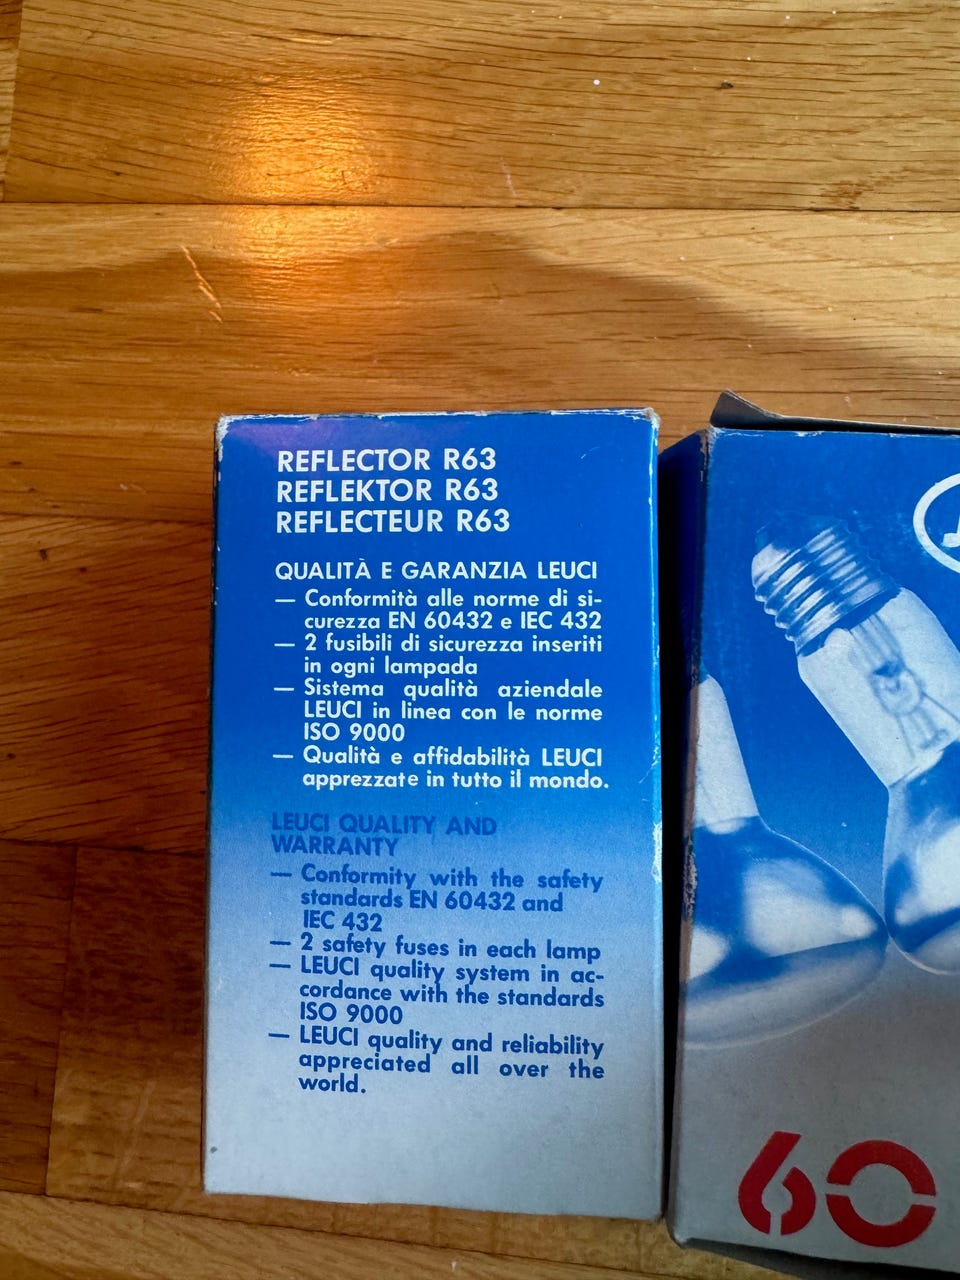 REFLECTOR R63
REFLEKTOR R63
REFLECTEUR R63
QUALITÀ E GARANZIA LEUCI
— Conformità alle norme di si-
curezza EN 60432 e IEC 432
— 2 fusibili di sicurezza inseriti
in ogni lampada
— Sistema qualità aziendale
LEUCI in linea con le norme
ISO 9000
— Qualità e affidabilità LEUCI
apprezzate in tutto il mondo.
LEUCI QUALITY AND
WARRANTY
— Conformity with the safety
standards EN 60432 and
IEC 432
— 2 safety fuses in each lamp
— LEUCI quality system in ac-
cordance with the standards
ISO 9000
— LEUCI quality and reliability
appreciated all over the
world.
60